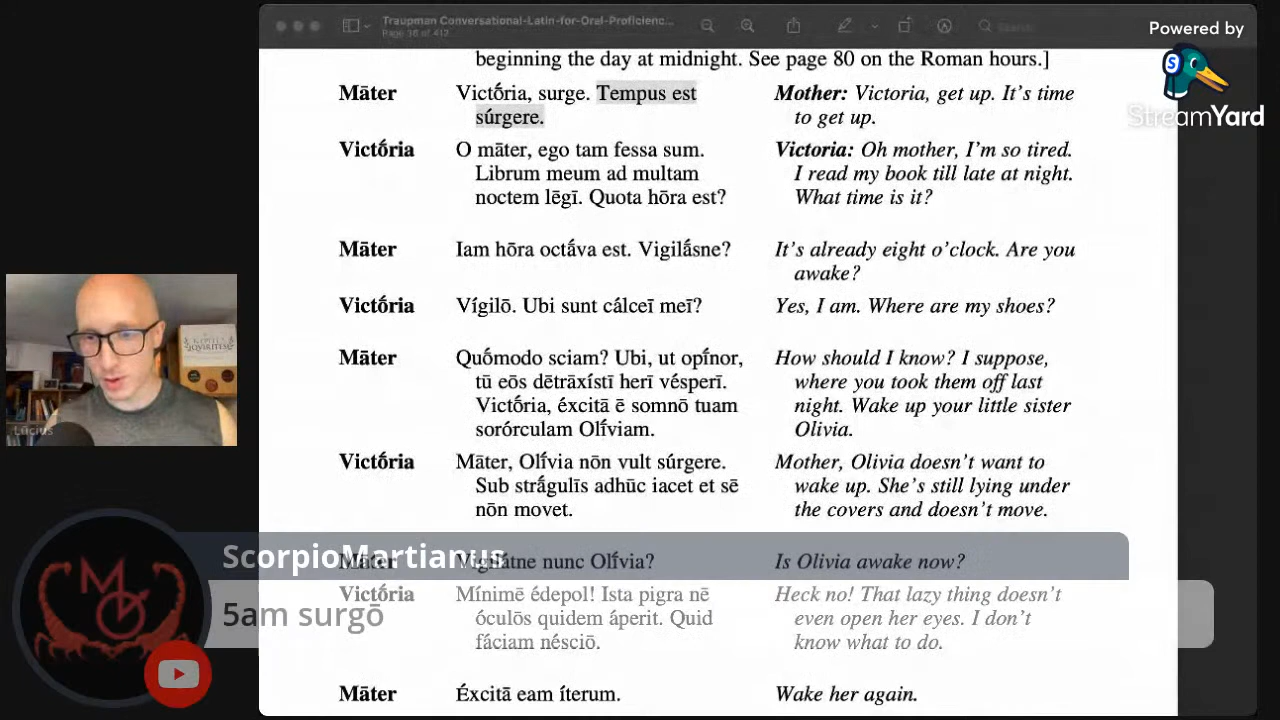 Traupman Conversational-Latin-for-Oral-Proficienc...
Search
Powered by
StreamYard
beginning the day at midnight. See page 80 on the Roman hours.]
Māter Victṓria, surge. Tempus est Mother: Victoria, get up. It's time
súrgere. to get up.
Victṓria O māter, ego tam fessa sum. Victoria: Oh mother, I'm so tired.
Librum meum ad multam I read my book till late at night.
noctem lēgī. Quota hōra est? What time is it?
Māter Iam hōra octā́va est. Vigilā́sne? It's already eight o'clock. Are you
awake?
Victṓria Vígilō. Ubi sunt cálceī meī? Yes, I am. Where are my shoes?
Māter Quṓmodo sciam? Ubi, ut opī́nor, How should I know? I suppose,
tū eōs dētrāxístī herī vésperī. where you took them off last
Victṓria, éxcitā ē somnō tuam night. Wake up your little sister
sorórculam Olī́viam. Olivia.
Victṓria Māter, Olī́via nōn vult súrgere. Mother, Olivia doesn't want to
Sub strā́gulīs adhūc iacet et sē wake up. She's still lying under
nōn movet. the covers and doesn't move.
Māter Vigilátne nunc Olī́via? Is Olivia awake now?
Victṓria Mínimē édepol! Ista pigra nē Heck no! That lazy thing doesn't
óculōs quidem áperit. Quid even open her eyes. I don't
fáciam nésciō. know what to do.
Māter Éxcitā eam íterum. Wake her again.
Lūcius
ScorpioMartianus
5am surgō